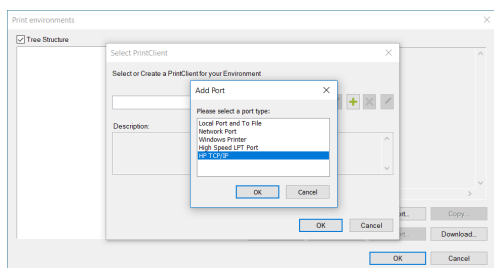 Print environments
Tree Structure
Select PrintClient
Select or Create a PrintClient for your Environment
Add Port
Please select a port type:
Local Port and To File
Network Port
Windows Printer
High Speed LPT Port
HP TCP/IP
Description:
OK Cancel
OK Cancel
Copy...
Download...
OK Cancel